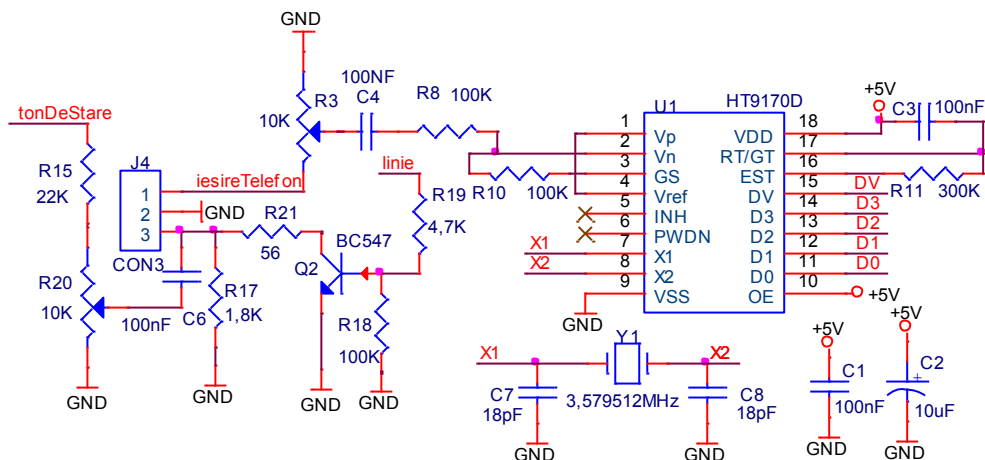 GND
tonDeStare
R15
22K
R20
10K
GND
J4
1
2
3
CON3
iesireTelefon
GND
R3
10K
100NF
C4
R8
100K
R21
56
100nF
C6
R17
1,8K
GND
linie
R19
4,7K
BC547
Q2
R18
100K
GND
GND
R10
100K
U1
HT9170D
1
Vp
2
Vn
3
GS
4
Vref
5
INH
6
PWDN
X1
7
X1
X2
8
X2
9
VSS
GND
18
VDD
17
RT/GT
16
EST
15
DV
DV
14
D3
D3
13
D2
D2
12
D1
D1
11
D0
D0
10
OE
+5V
+5V
C3
100nF
R11
300K
X1
Y1
X2
C7
18pF
3,579512MHz
C8
18pF
GND
GND
+5V
C1
100nF
GND
+5V
C2
+
10uF
GND